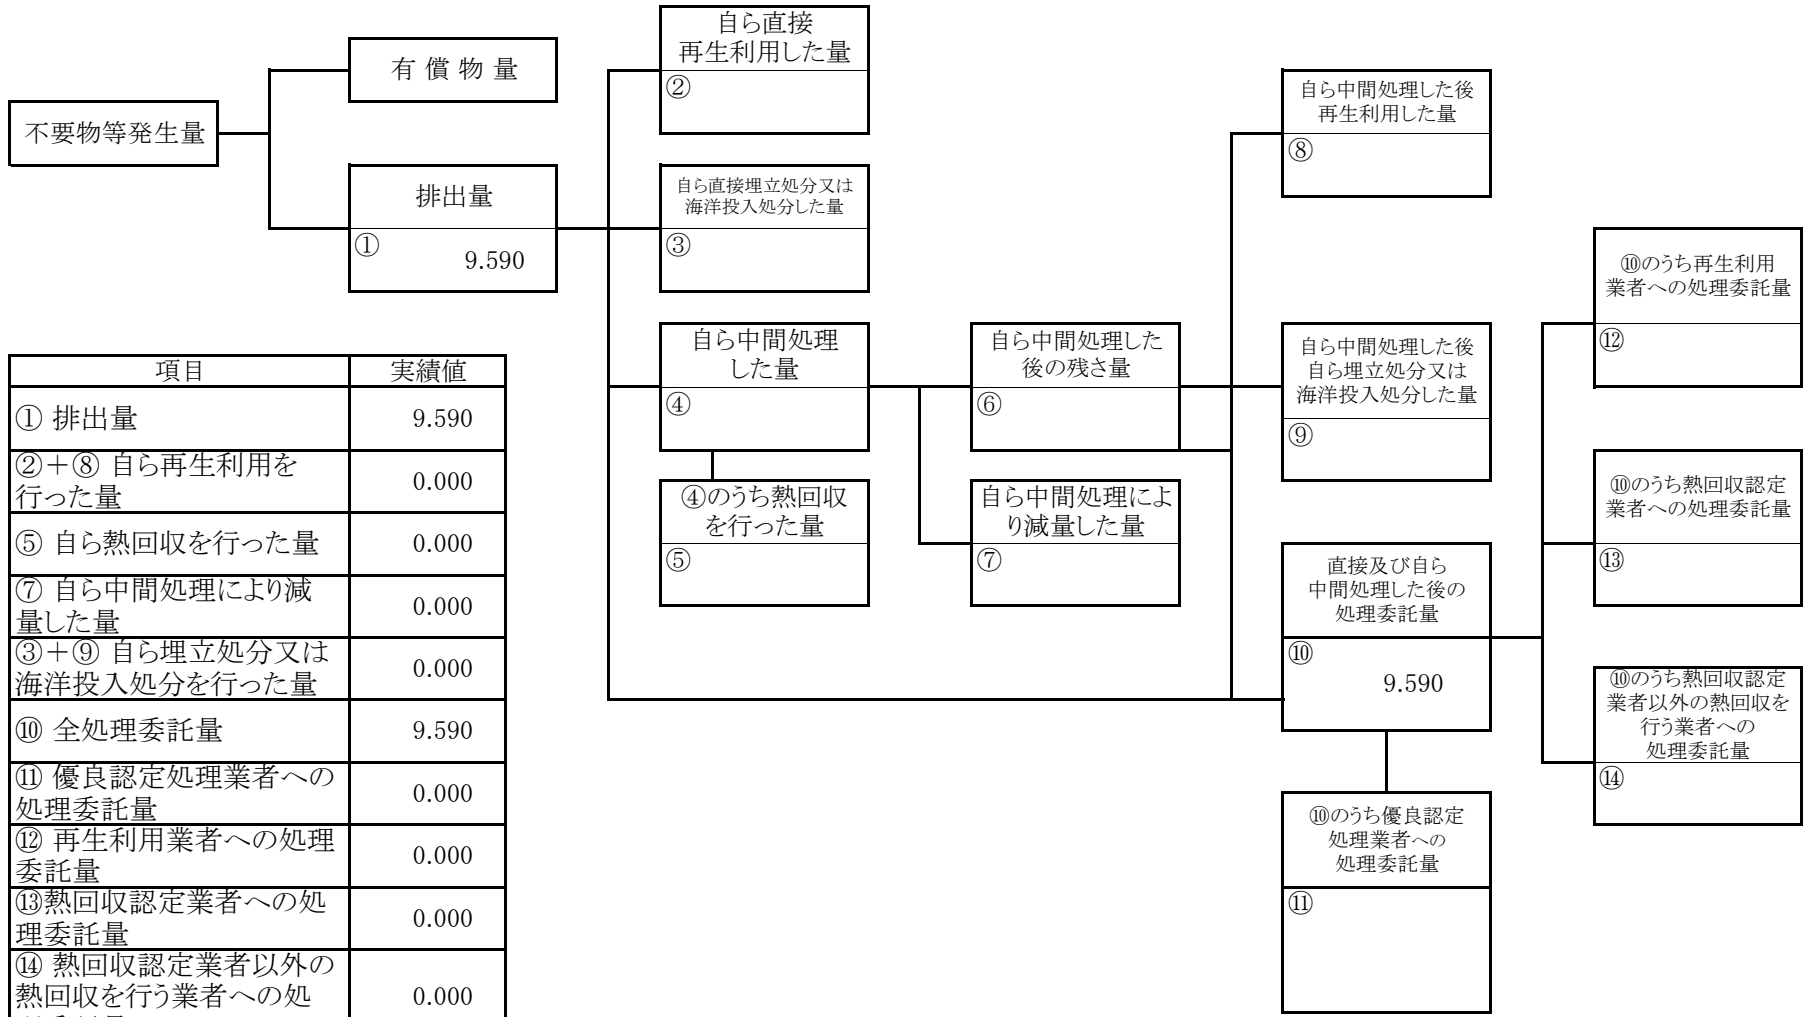 不要物等発生量
有 償 物 量
排出量
①
9.590
自ら直接
再生利用した量
②
自ら直接埋立処分又は
海洋投入処分した量
③
自ら中間処理
した量
④
④のうち熱回収
を行った量
⑤
自ら中間処理した
後の残さ量
⑥
自ら中間処理によ
り減量した量
⑦
自ら中間処理した後
再生利用した量
⑧
自ら中間処理した後
自ら埋立処分又は
海洋投入処分した量
⑨
直接及び自ら
中間処理した後の
処理委託量
⑩
9.590
⑩のうち優良認定
処理業者への
処理委託量
⑪
⑩のうち再生利用
業者への処理委託量
⑫
⑩のうち熱回収認定
業者への処理委託量
⑬
⑩のうち熱回収認定
業者以外の熱回収を
行う業者への
処理委託量
⑭
項目 実績値
① 排出量 9.590
②＋⑧ 自ら再生利用を
行った量 0.000
⑤ 自ら熱回収を行った量 0.000
⑦ 自ら中間処理により減
量した量 0.000
③＋⑨ 自ら埋立処分又は
海洋投入処分を行った量 0.000
⑩ 全処理委託量 9.590
⑪ 優良認定処理業者への
処理委託量 0.000
⑫ 再生利用業者への処理
委託量 0.000
⑬熱回収認定業者への処
理委託量 0.000
⑭ 熱回収認定業者以外の
熱回収を行う業者への処 0.000